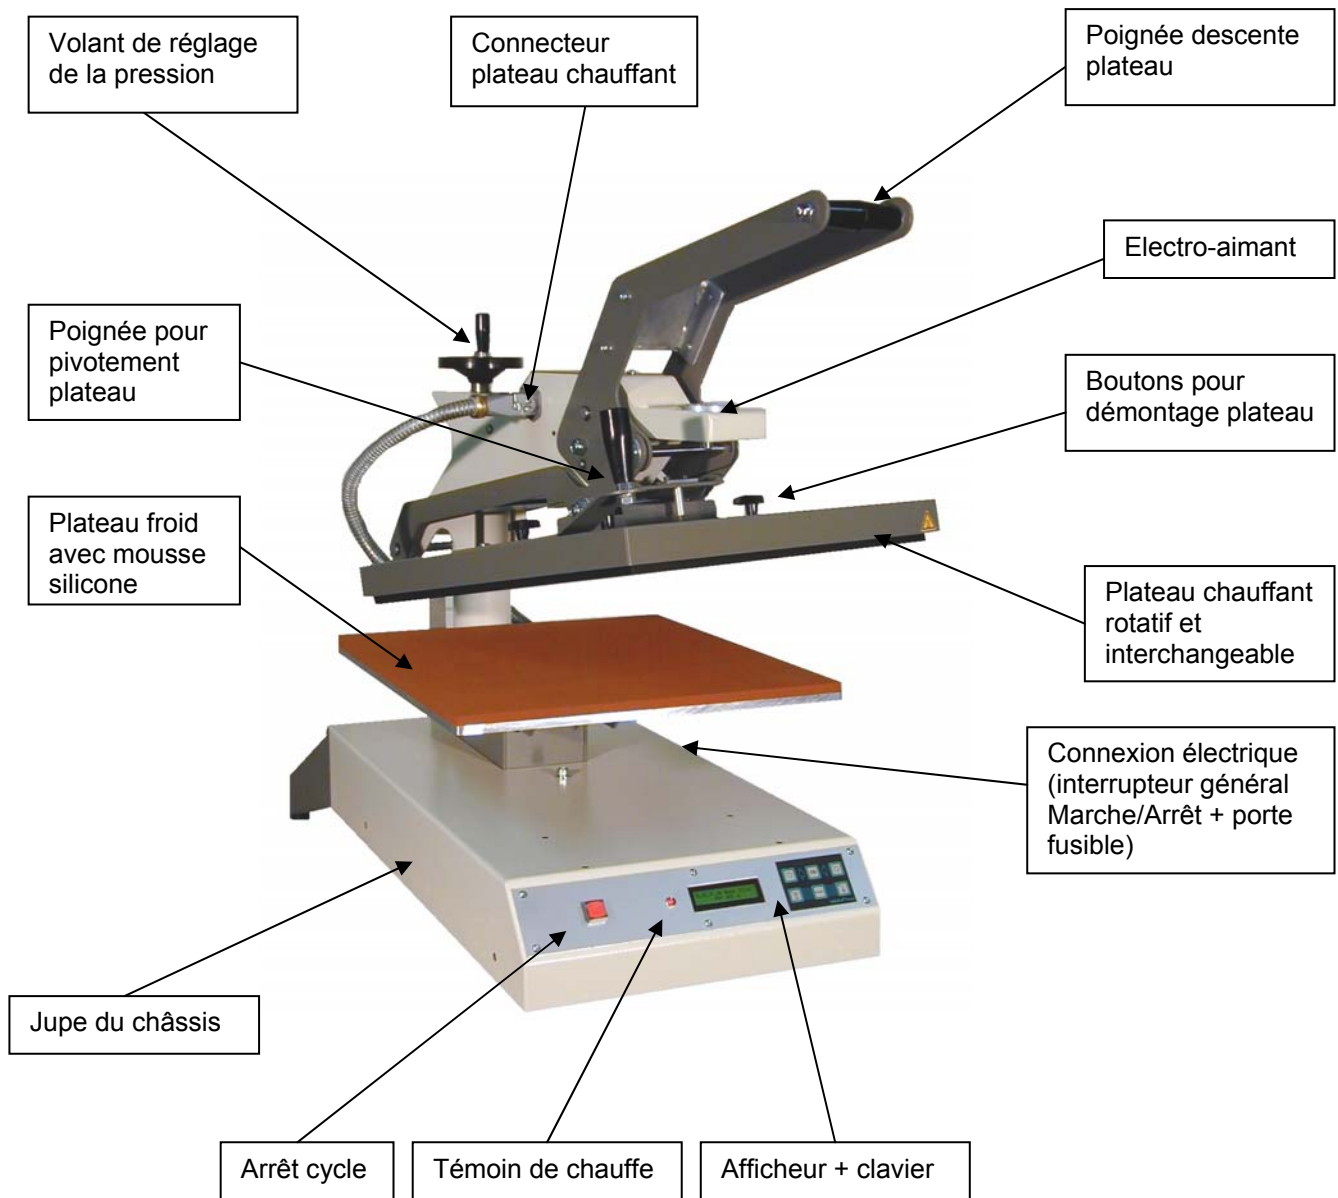 Volant de réglage
de la pression
Connecteur
plateau chauffant
Poignée descente
plateau
Electro-aimant
Poignée pour
pivotement
plateau
Boutons pour
démontage plateau
Plateau froid
avec mousse
silicone
Plateau chauffant
rotatif et
interchangeable
Connexion électrique
(interrupteur général
Marche/Arrêt + porte
fusible)
Jupe du châssis
Arrêt cycle
Témoin de chauffe
Afficheur + clavier